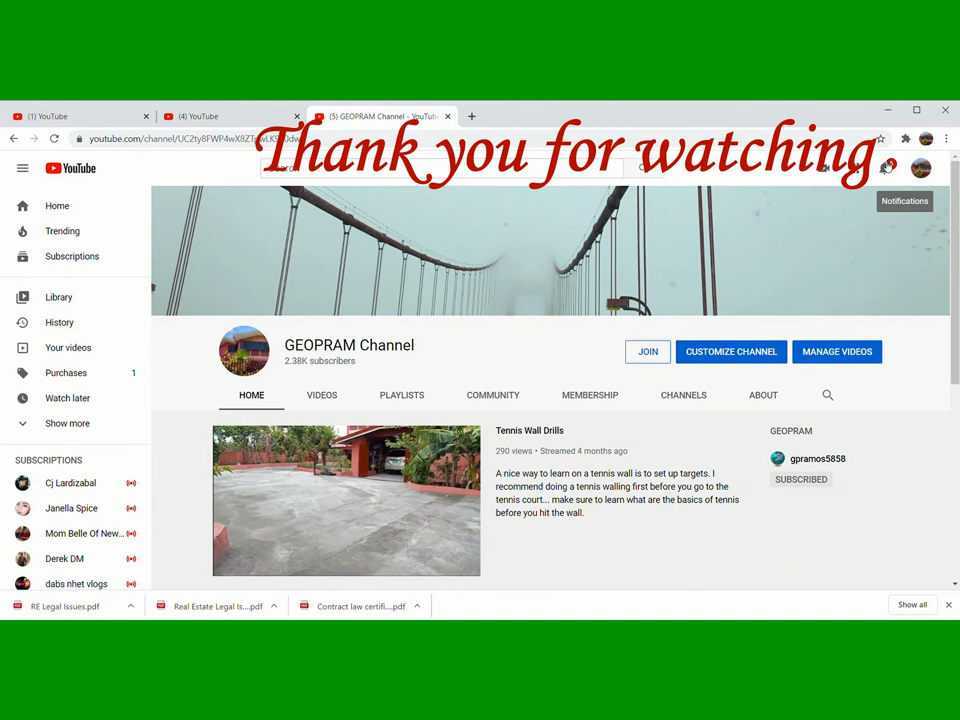 (1) YouTube
(4) YouTube
(5) GEOPRAM Channel - YouTub
Thank you for watching.
YouTube
Notifications
Home
Trending
Subscriptions
Library
History
Your videos
Purchases 1
Watch later
Show more
SUBSCRIPTIONS
Cj Lardizabal
Janella Spice
Mom Belle Of New...
Derek DM
dabs nhet vlogs
GEOPRAM Channel
2.38K subscribers
JOIN
CUSTOMIZE CHANNEL
MANAGE VIDEOS
HOME
VIDEOS
PLAYLISTS
COMMUNITY
MEMBERSHIP
CHANNELS
ABOUT
Tennis Wall Drills
290 views • Streamed 4 months ago
A nice way to learn on a tennis wall is to set up targets. I
recommend doing a tennis walling first before you go to the
tennis court... make sure to learn what are the basics of tennis
before you hit the wall.
GEOPRAM
gpramos5858
SUBSCRIBED
RE Legal Issues.pdf
Real Estate Legal Is....pdf
Contract law certifi....pdf
Show all